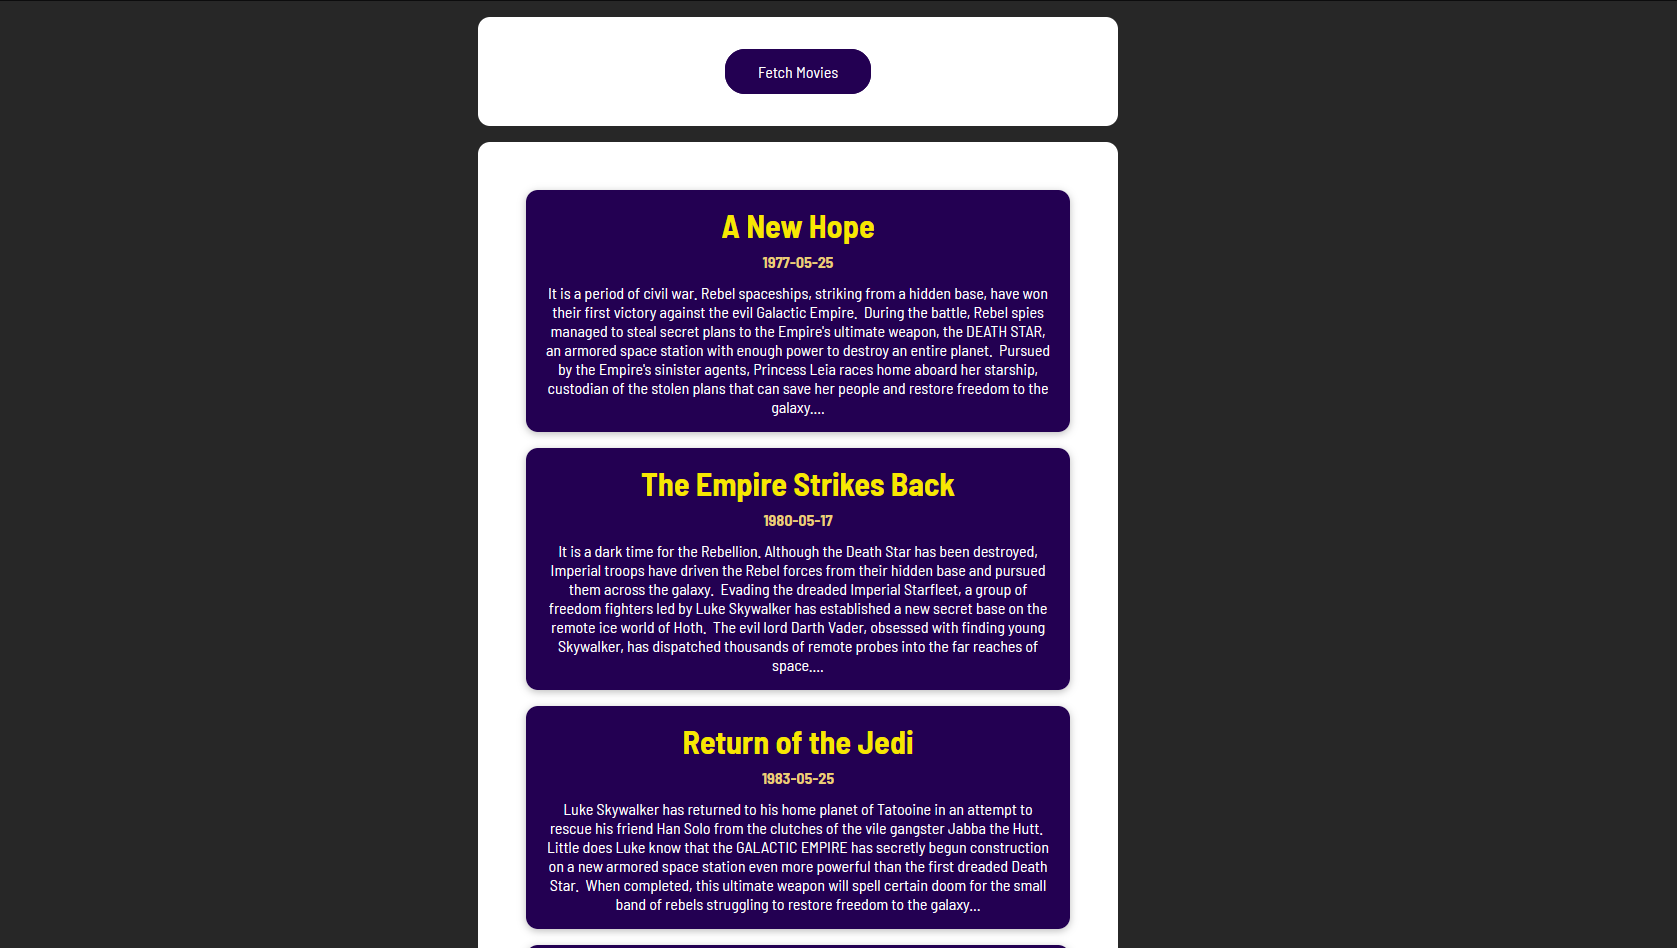 Fetch Movies
A New Hope
1977-05-25
It is a period of civil war. Rebel spaceships, striking from a hidden base, have won
their first victory against the evil Galactic Empire.  During the battle, Rebel spies
managed to steal secret plans to the Empire's ultimate weapon, the DEATH STAR,
an armored space station with enough power to destroy an entire planet.  Pursued
by the Empire's sinister agents, Princess Leia races home aboard her starship,
custodian of the stolen plans that can save her people and restore freedom to the
galaxy....
The Empire Strikes Back
1980-05-17
It is a dark time for the Rebellion. Although the Death Star has been destroyed,
Imperial troops have driven the Rebel forces from their hidden base and pursued
them across the galaxy.  Evading the dreaded Imperial Starfleet, a group of
freedom fighters led by Luke Skywalker has established a new secret base on the
remote ice world of Hoth.  The evil lord Darth Vader, obsessed with finding young
Skywalker, has dispatched thousands of remote probes into the far reaches of
space....
Return of the Jedi
1983-05-25
Luke Skywalker has returned to his home planet of Tatooine in an attempt to
rescue his friend Han Solo from the clutches of the vile gangster Jabba the Hutt.
Little does Luke know that the GALACTIC EMPIRE has secretly begun construction
on a new armored space station even more powerful than the first dreaded Death
Star.  When completed, this ultimate weapon will spell certain doom for the small
band of rebels struggling to restore freedom to the galaxy...